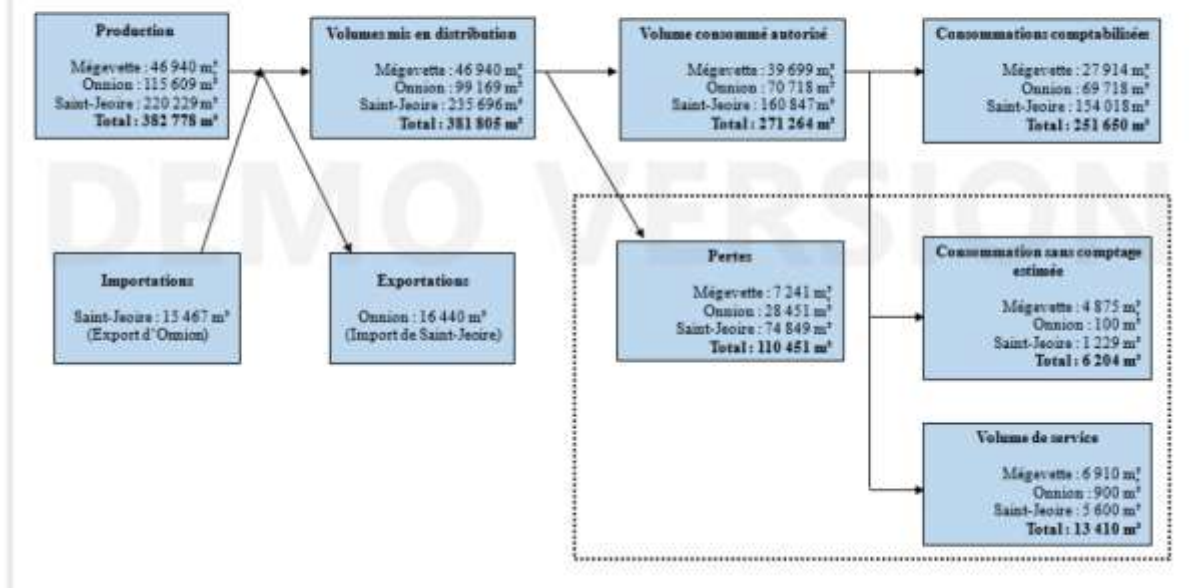 Production
Mégevette : 46 940 m³
Onnion : 115 609 m³
Saint-Jeoire : 220 229 m³
Total : 382 778 m³
Volumes mis en distribution
Mégevette : 46 940 m³
Onnion : 99 169 m³
Saint-Jeoire : 235 696 m³
Total : 381 805 m³
Volume consommé autorisé
Mégevette : 39 699 m³
Onnion : 70 718 m³
Saint-Jeoire : 160 847 m³
Total : 271 264 m³
Consommations comptabilisées
Mégevette : 27 914 m³
Onnion : 69 718 m³
Saint-Jeoire : 154 018 m³
Total : 251 650 m³
DEMO VERSION
Importations
Saint-Jeoire : 15 467 m³
(Export d'Onnion)
Exportations
Onnion : 16 440 m³
(Import de Saint-Jeoire)
Pertes
Mégevette : 7 241 m³
Onnion : 28 451 m³
Saint-Jeoire : 74 849 m³
Total : 110 451 m³
Consommation sans comptage
estimée
Mégevette : 4 875 m³
Onnion : 100 m³
Saint-Jeoire : 1 229 m³
Total : 6 204 m³
Volume de service
Mégevette : 6 910 m³
Onnion : 900 m³
Saint-Jeoire : 5 600 m³
Total : 13 410 m³